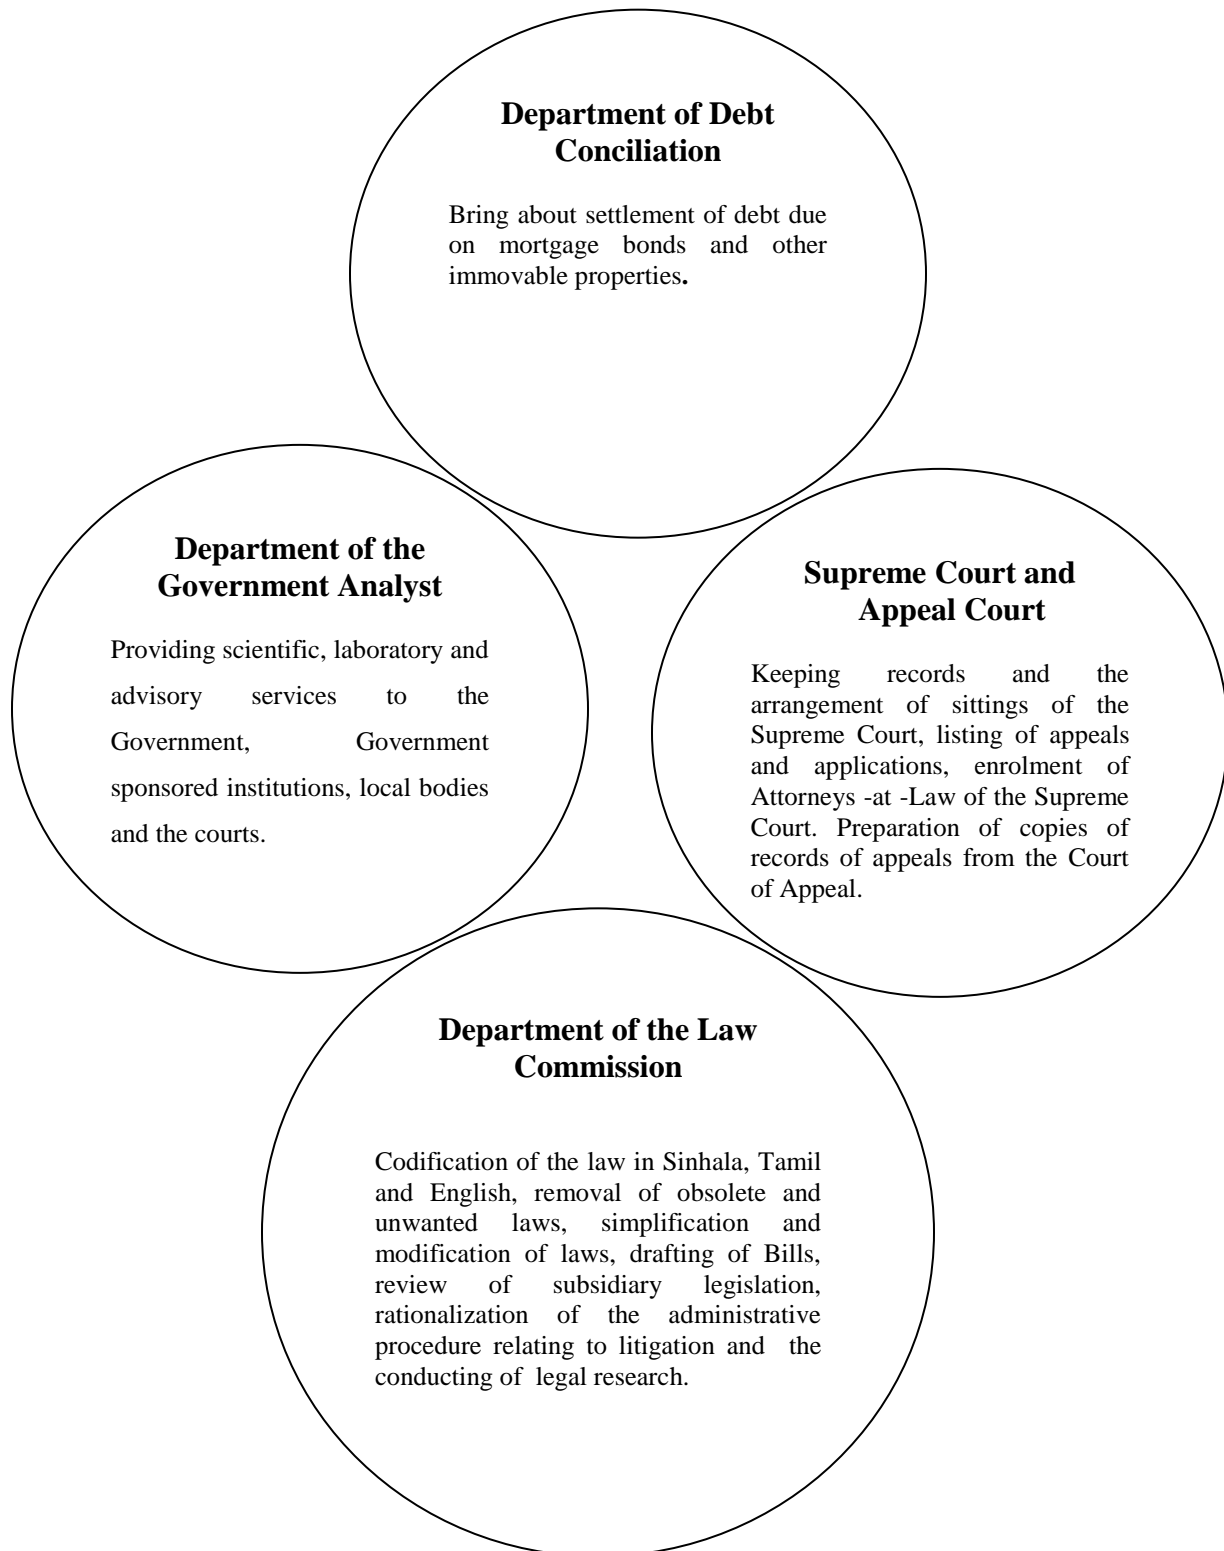 Department of Debt
Conciliation
Bring about settlement of debt due
on mortgage bonds and other
immovable properties.
Department of the
Government Analyst
Providing scientific, laboratory and
advisory services to the
Government, Government
sponsored institutions, local bodies
and the courts.
Supreme Court and
Appeal Court
Keeping records and the
arrangement of sittings of the
Supreme Court, listing of appeals
and applications, enrolment of
Attorneys -at -Law of the Supreme
Court. Preparation of copies of
records of appeals from the Court
of Appeal.
Department of the Law
Commission
Codification of the law in Sinhala, Tamil
and English, removal of obsolete and
unwanted laws, simplification and
modification of laws, drafting of Bills,
review of subsidiary legislation,
rationalization of the administrative
procedure relating to litigation and the
conducting of legal research.